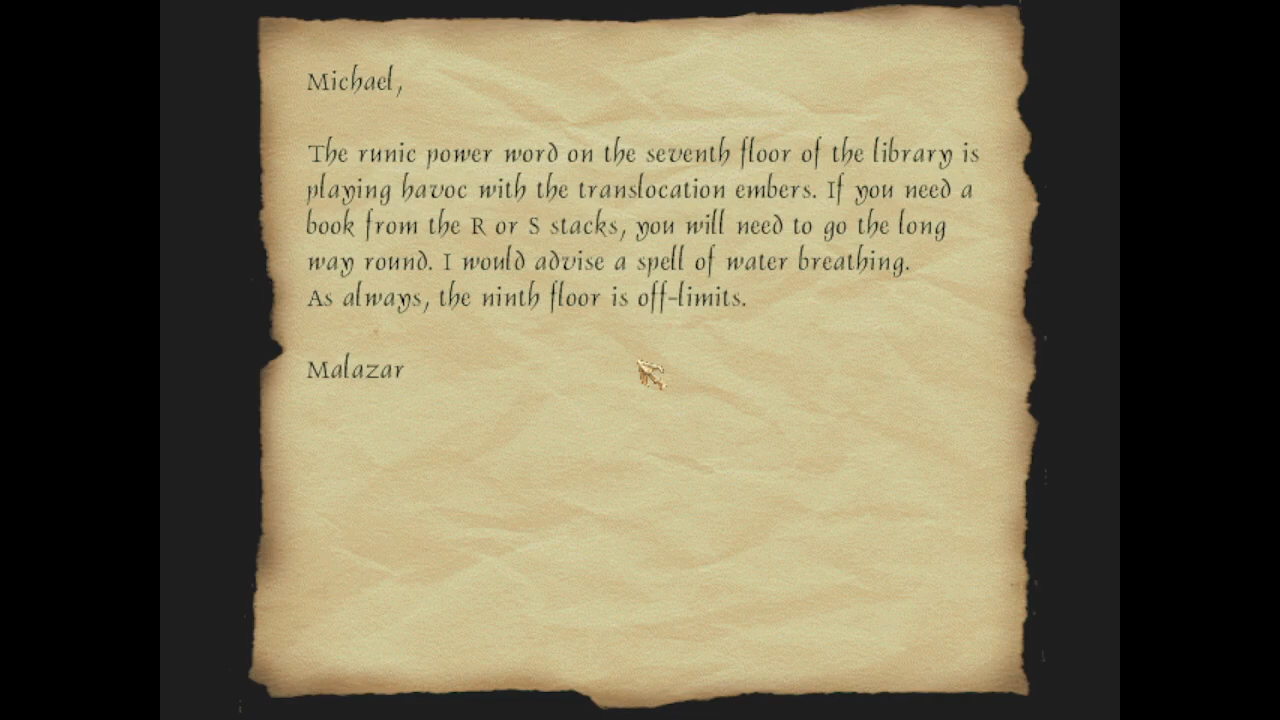 Michael,
The runic power word on the seventh floor of the library is
playing havoc with the translocation embers. If you need a
book from the R or S stacks, you will need to go the long
way round. I would advise a spell of water breathing.
As always, the ninth floor is off-limits.
Malazar